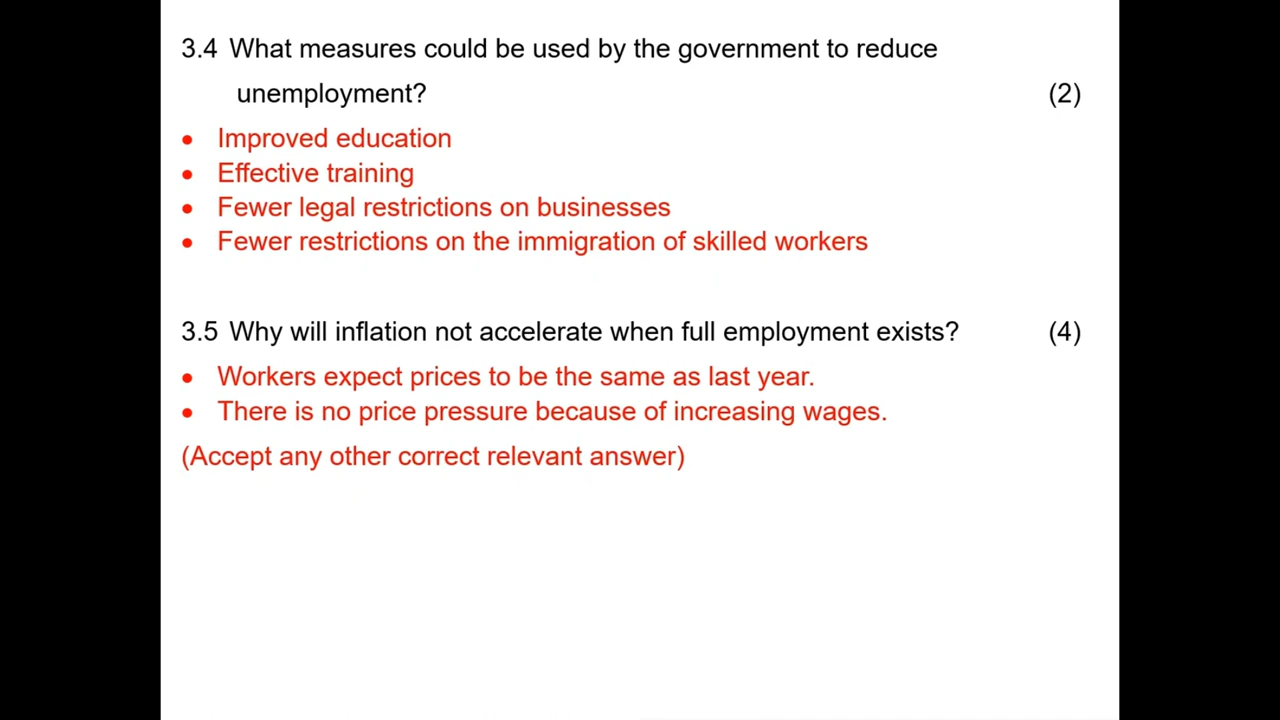 3.4 What measures could be used by the government to reduce
unemployment? (2)
• Improved education
• Effective training
• Fewer legal restrictions on businesses
• Fewer restrictions on the immigration of skilled workers
3.5 Why will inflation not accelerate when full employment exists? (4)
• Workers expect prices to be the same as last year.
• There is no price pressure because of increasing wages.
(Accept any other correct relevant answer)